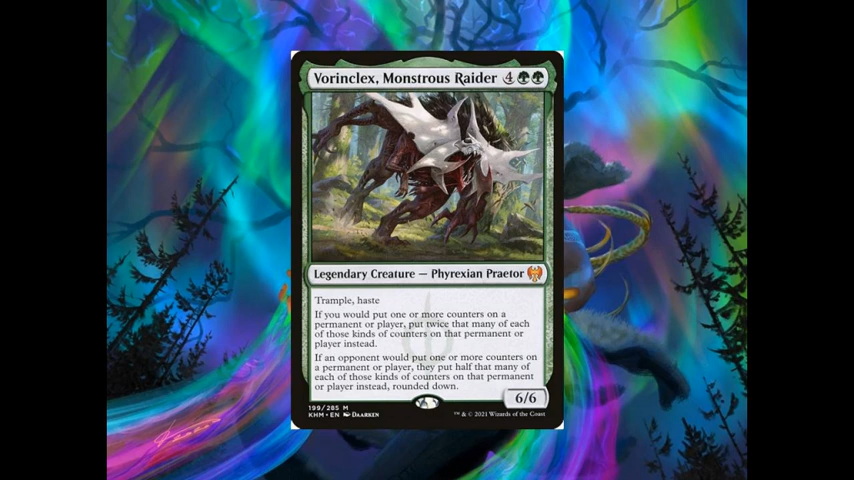 Vorinclex, Monstrous Raider 4
Legendary Creature — Phyrexian Praetor
Trample, haste
If you would put one or more counters on a
permanent or player, put twice that many of each
of those kinds of counters on that permanent or
player instead.
If an opponent would put one or more counters on
a permanent or player, they put half that many of
each of those kinds of counters on that permanent
or player instead, rounded down.
6/6
199/285 M
KHM • EN DAARKEN
™ & © 2021 Wizards of the Coast